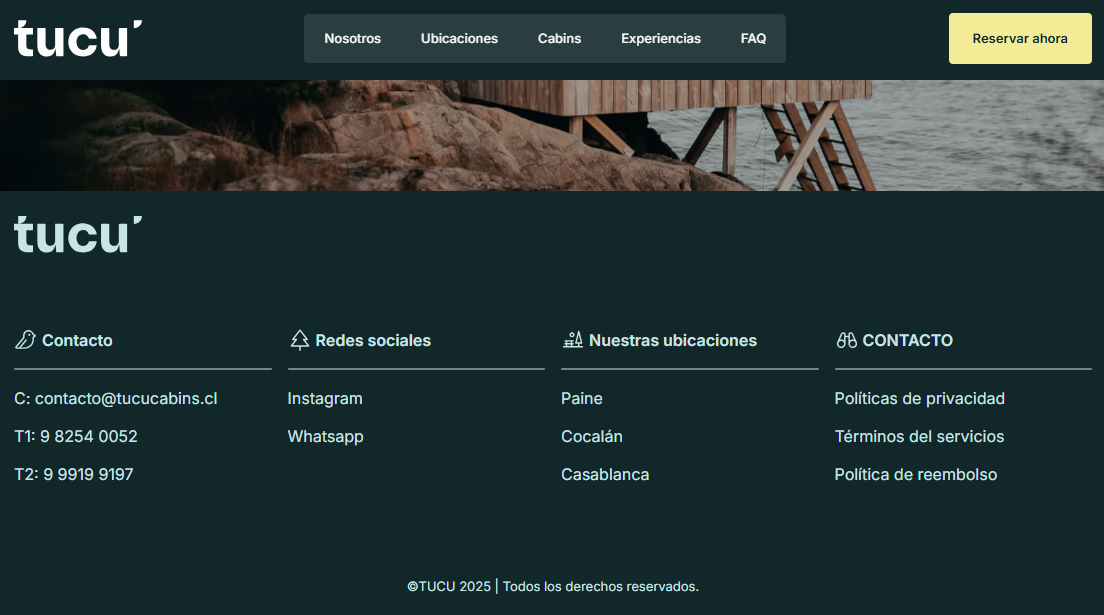 tucu'
Nosotros
Ubicaciones
Cabins
Experiencias
FAQ
Reservar ahora
tucu'
Contacto
C: contacto@tucucabins.cl
T1: 9 8254 0052
T2: 9 9919 9197
Redes sociales
Instagram
Whatsapp
Nuestras ubicaciones
Paine
Cocalán
Casablanca
CONTACTO
Políticas de privacidad
Términos del servicios
Política de reembolso
©TUCU 2025 | Todos los derechos reservados.